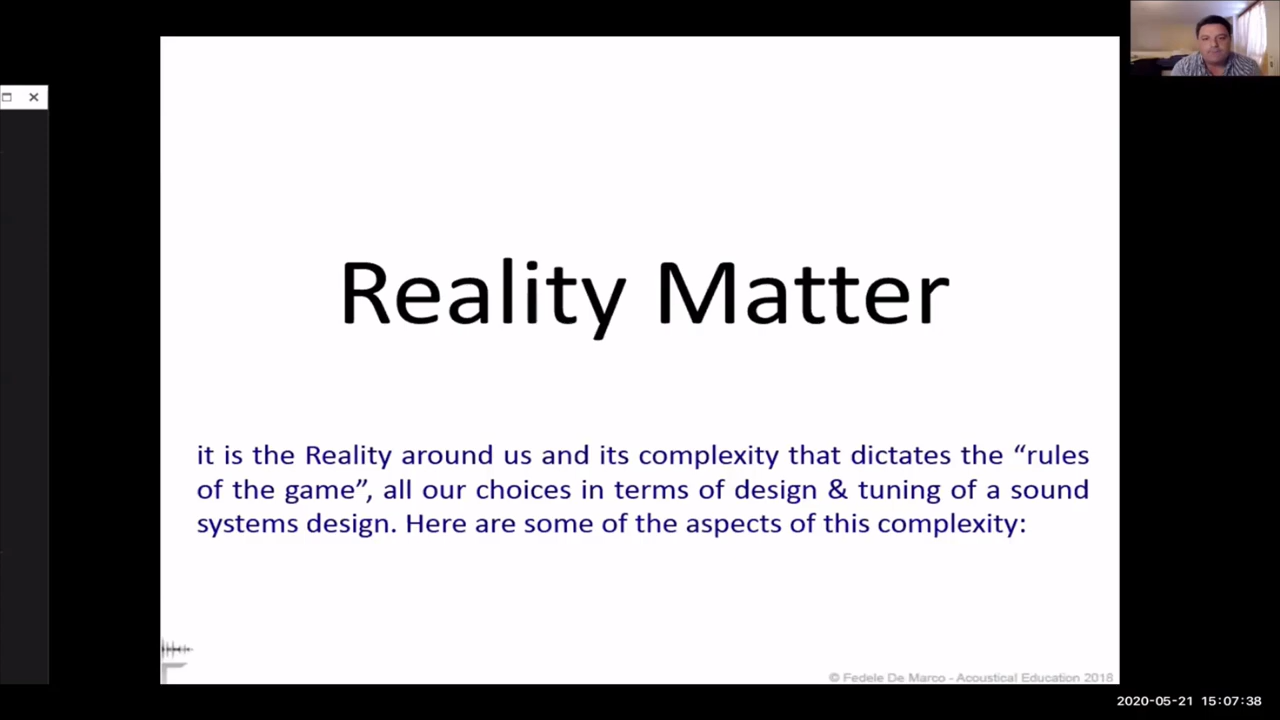 Reality Matter
it is the Reality around us and its complexity that dictates the “rules
of the game”, all our choices in terms of design & tuning of a sound
systems design. Here are some of the aspects of this complexity:
© Fedele De Marco - Acoustical Education 2018
2020-05-21 15:07:38